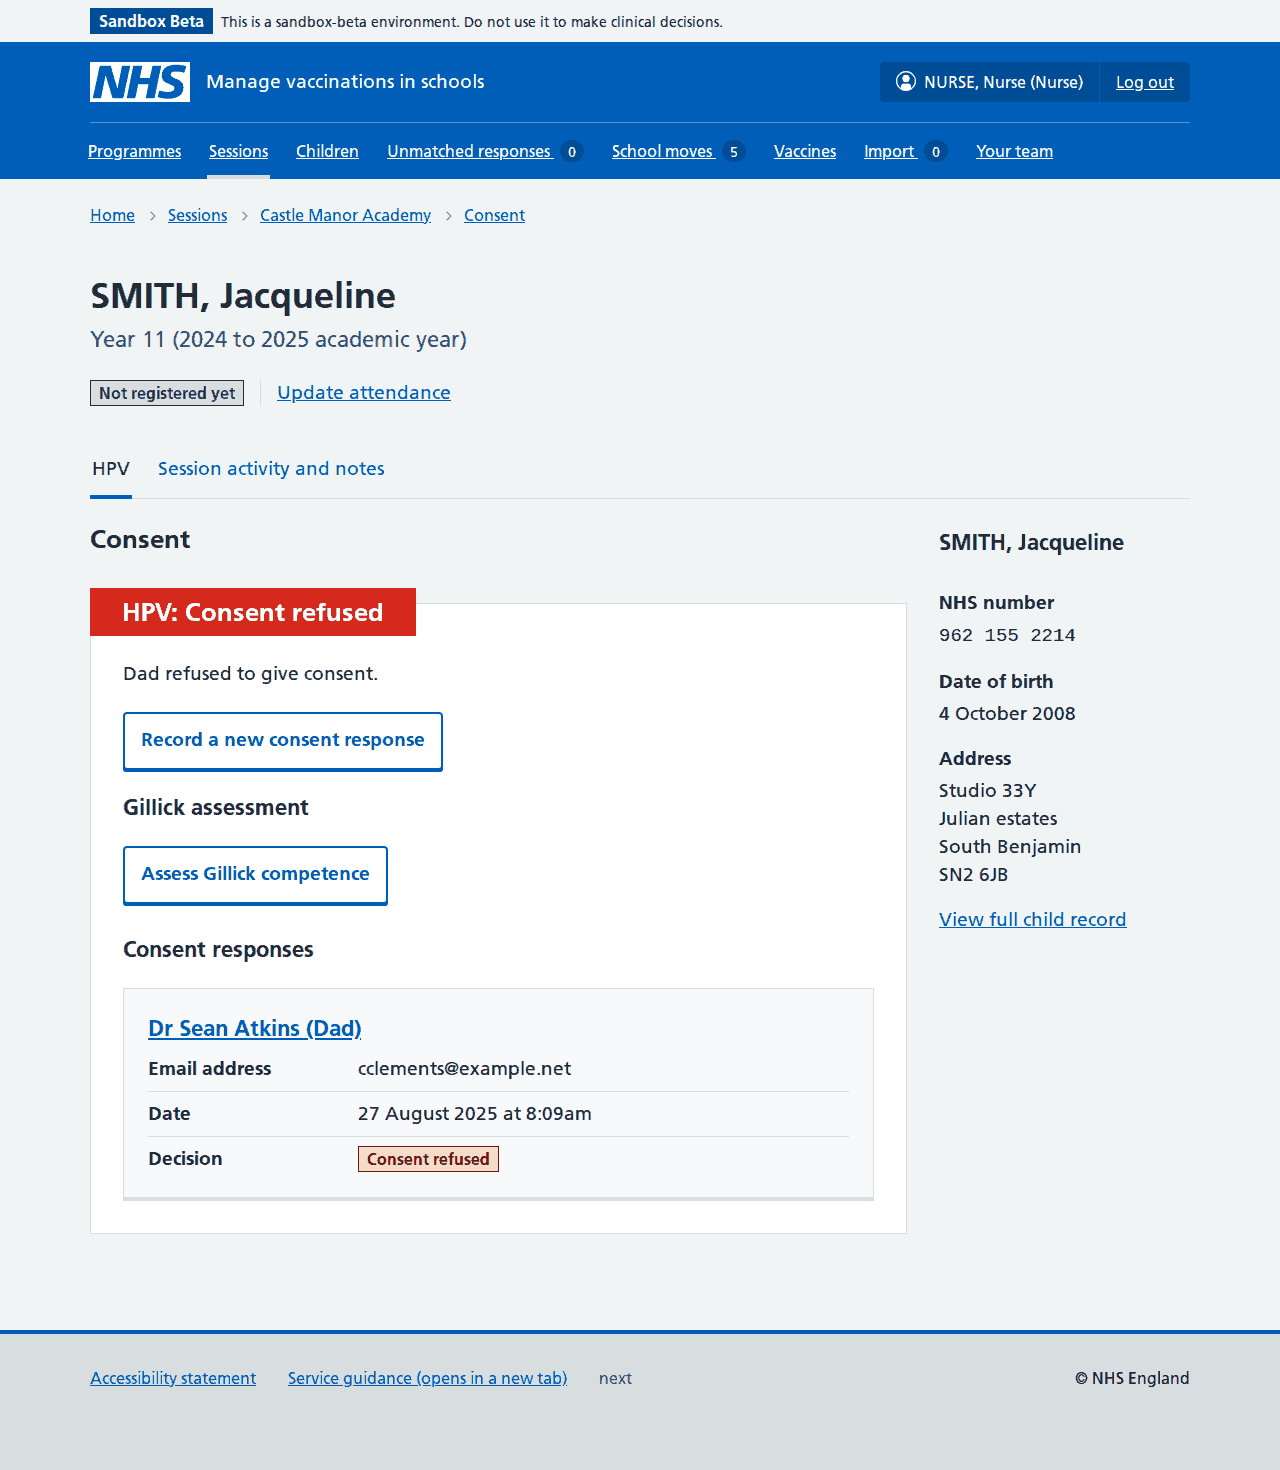 Sandbox Beta This is a sandbox-beta environment. Do not use it to make clinical decisions.
NHS Manage vaccinations in schools NURSE, Nurse (Nurse) Log out
Programmes Sessions Children Unmatched responses 0 School moves 5 Vaccines Import 0 Your team
Home Sessions Castle Manor Academy Consent
SMITH, Jacqueline
Year 11 (2024 to 2025 academic year)
Not registered yet Update attendance
HPV Session activity and notes
Consent
HPV: Consent refused
Dad refused to give consent.
Record a new consent response
Gillick assessment
Assess Gillick competence
Consent responses
Dr Sean Atkins (Dad)
Email address cclements@example.net
Date 27 August 2025 at 8:09am
Decision Consent refused
SMITH, Jacqueline
NHS number
962 155 2214
Date of birth
4 October 2008
Address
Studio 33Y
Julian estates
South Benjamin
SN2 6JB
View full child record
Accessibility statement Service guidance (opens in a new tab) next © NHS England